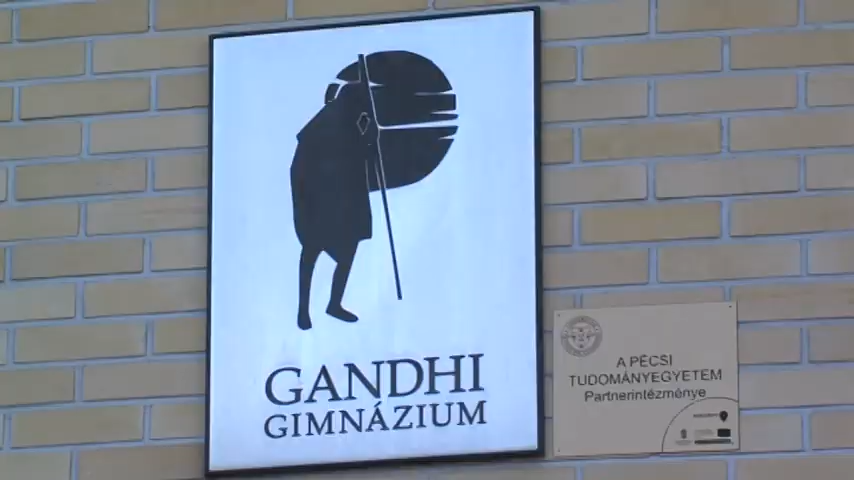 GANDHI
GIMNÁZIUM
A PÉCSI
TUDOMÁNYEGYETEM
Partnerintézménye